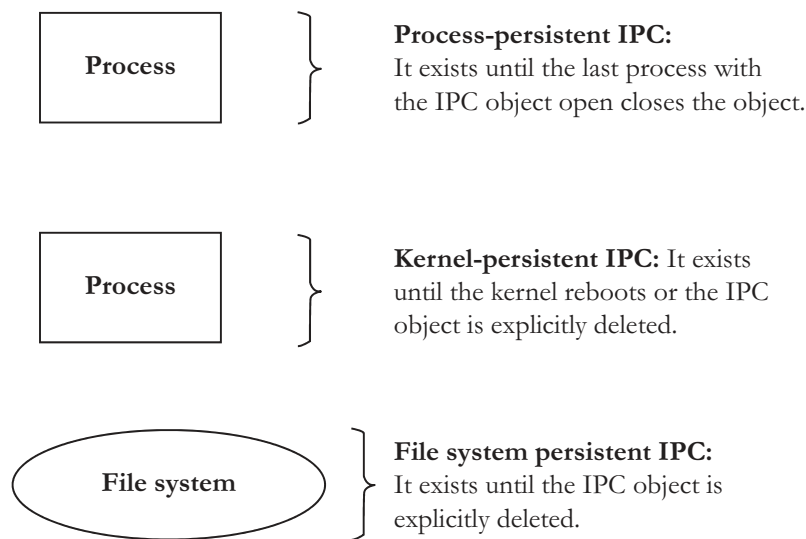 Process
Process-persistent IPC:
It exists until the last process with
the IPC object open closes the object.
Process
Kernel-persistent IPC: It exists
until the kernel reboots or the IPC
object is explicitly deleted.
File system
File system persistent IPC:
It exists until the IPC object is
explicitly deleted.